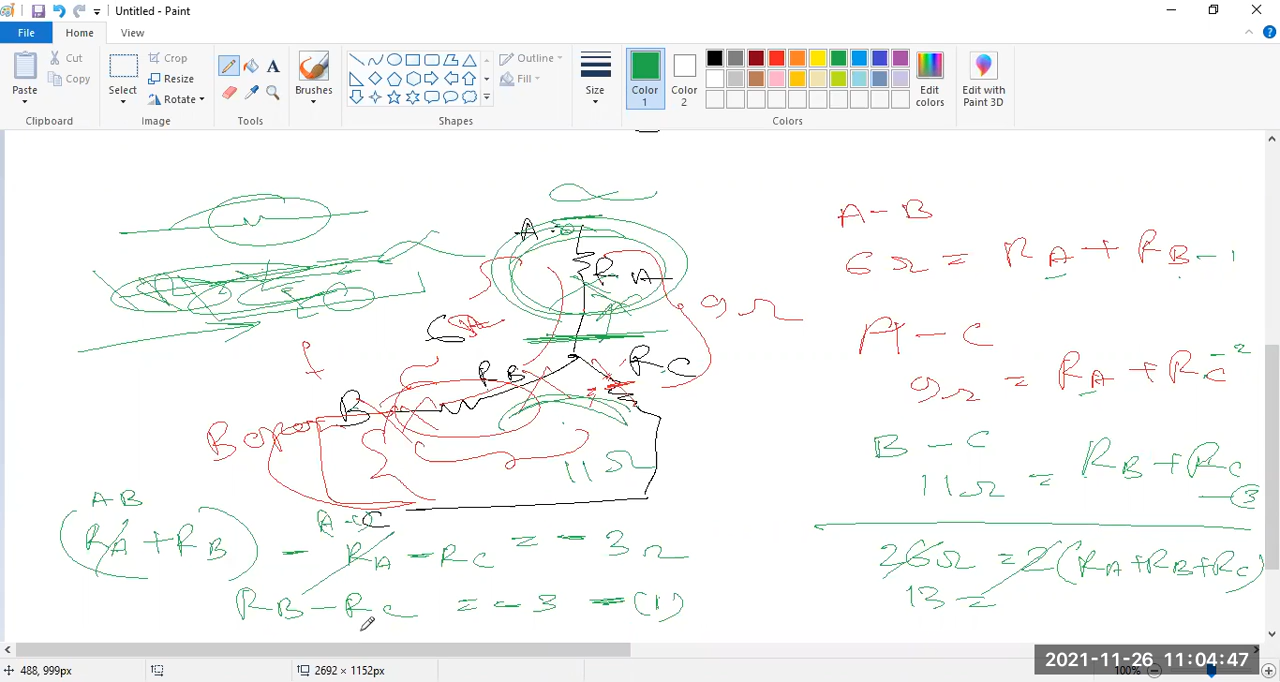 Untitled - Paint
File Home View
Paste Cut Copy Clipboard
Select Crop Resize Rotate Image
Tools
Brushes
Outline Fill Shapes
Size
Color 1 Color 2 Edit colors Colors
Edit with Paint 3D
A
RA
RB
RC
9Ω
B
11Ω
C
A - B
6Ω = RA + RB - 1
A - C
9Ω = RA + RC - 2
B - C
11Ω = RB + RC - 3
26Ω = 2(RA + RB + RC)
13 =
AB
A - C
(RA + RB) - RA - RC = - 3Ω
RB - RC = - 3 = (1)
488, 999px
2692 × 1152px
100%
2021-11-26 11:04:47